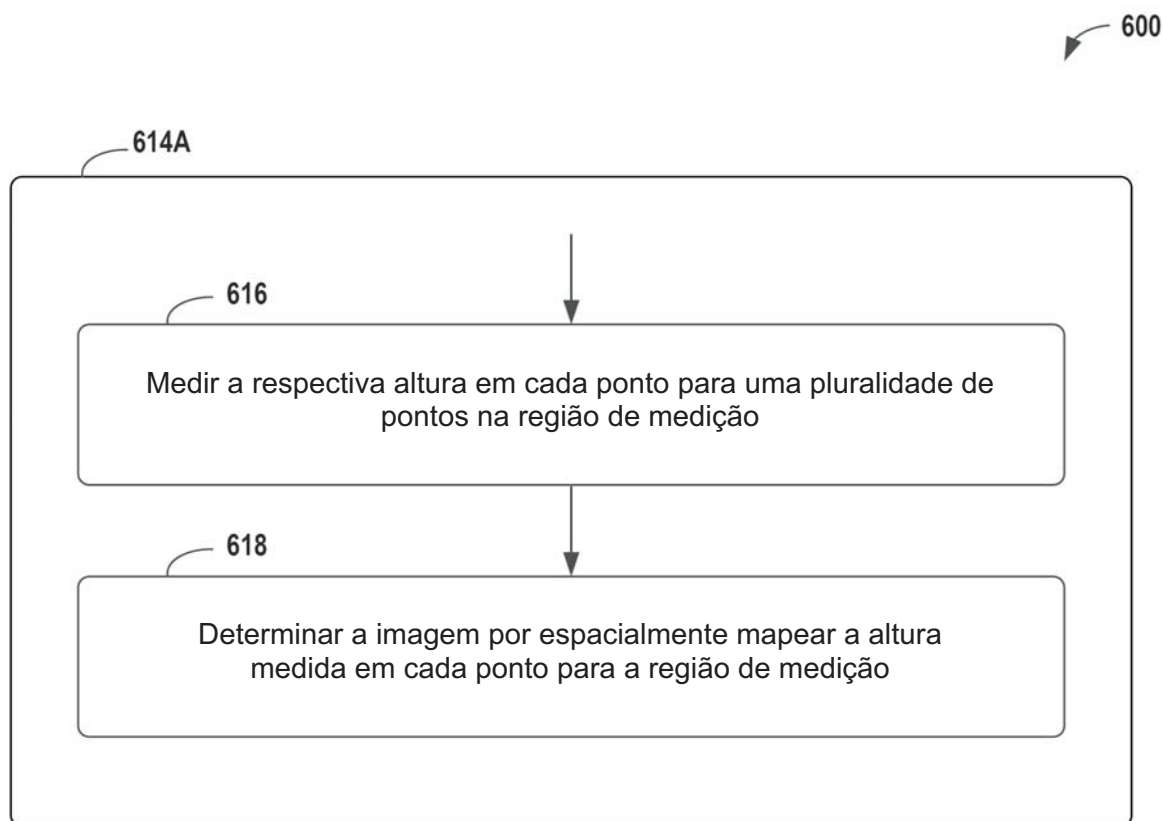 600
614A
616
Medir a respectiva altura em cada ponto para uma pluralidade de
pontos na região de medição
618
Determinar a imagem por espacialmente mapear a altura
medida em cada ponto para a região de medição